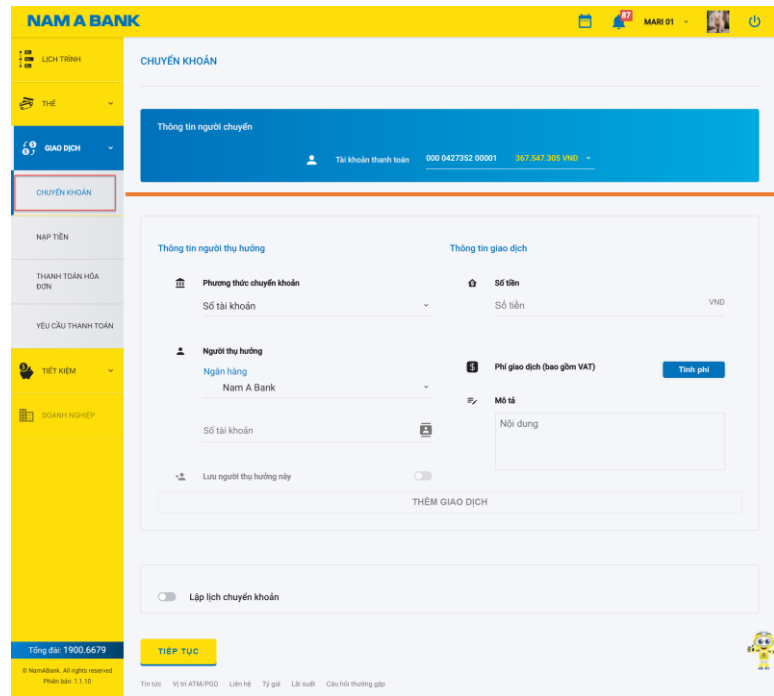 NAM A BANK
87
MARI 01
LỊCH TRÌNH
THẺ
GIAO DỊCH
CHUYỂN KHOẢN
NẠP TIỀN
THANH TOÁN HÓA
ĐƠN
YÊU CẦU THANH TOÁN
TIẾT KIỆM
DOANH NGHIỆP
Tổng đài: 1900.6679
© NamABank. All rights reserved
Phiên bản: 1.1.10
CHUYỂN KHOẢN
Thông tin người chuyển
Tài khoản thanh toán 000 0427352 00001 367.547.305 VND
Thông tin người thụ hưởng
Phương thức chuyển khoản
Số tài khoản
Người thụ hưởng
Ngân hàng
Nam A Bank
Số tài khoản
Lưu người thụ hưởng này
Thông tin giao dịch
Số tiền
Số tiền VND
Phí giao dịch (bao gồm VAT) Tính phí
Mô tả
Nội dung
THÊM GIAO DỊCH
Lập lịch chuyển khoản
TIẾP TỤC
Tin tức Vị trí ATM/PGD Liên hệ Tỷ giá Lãi suất Câu hỏi thường gặp